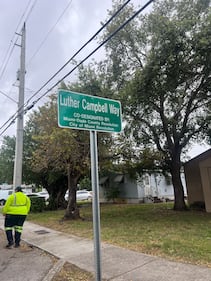 Luther Campbell Way
CO-DESIGNATED BY
Miami-Dade County Resolution
City of Miami Resolution